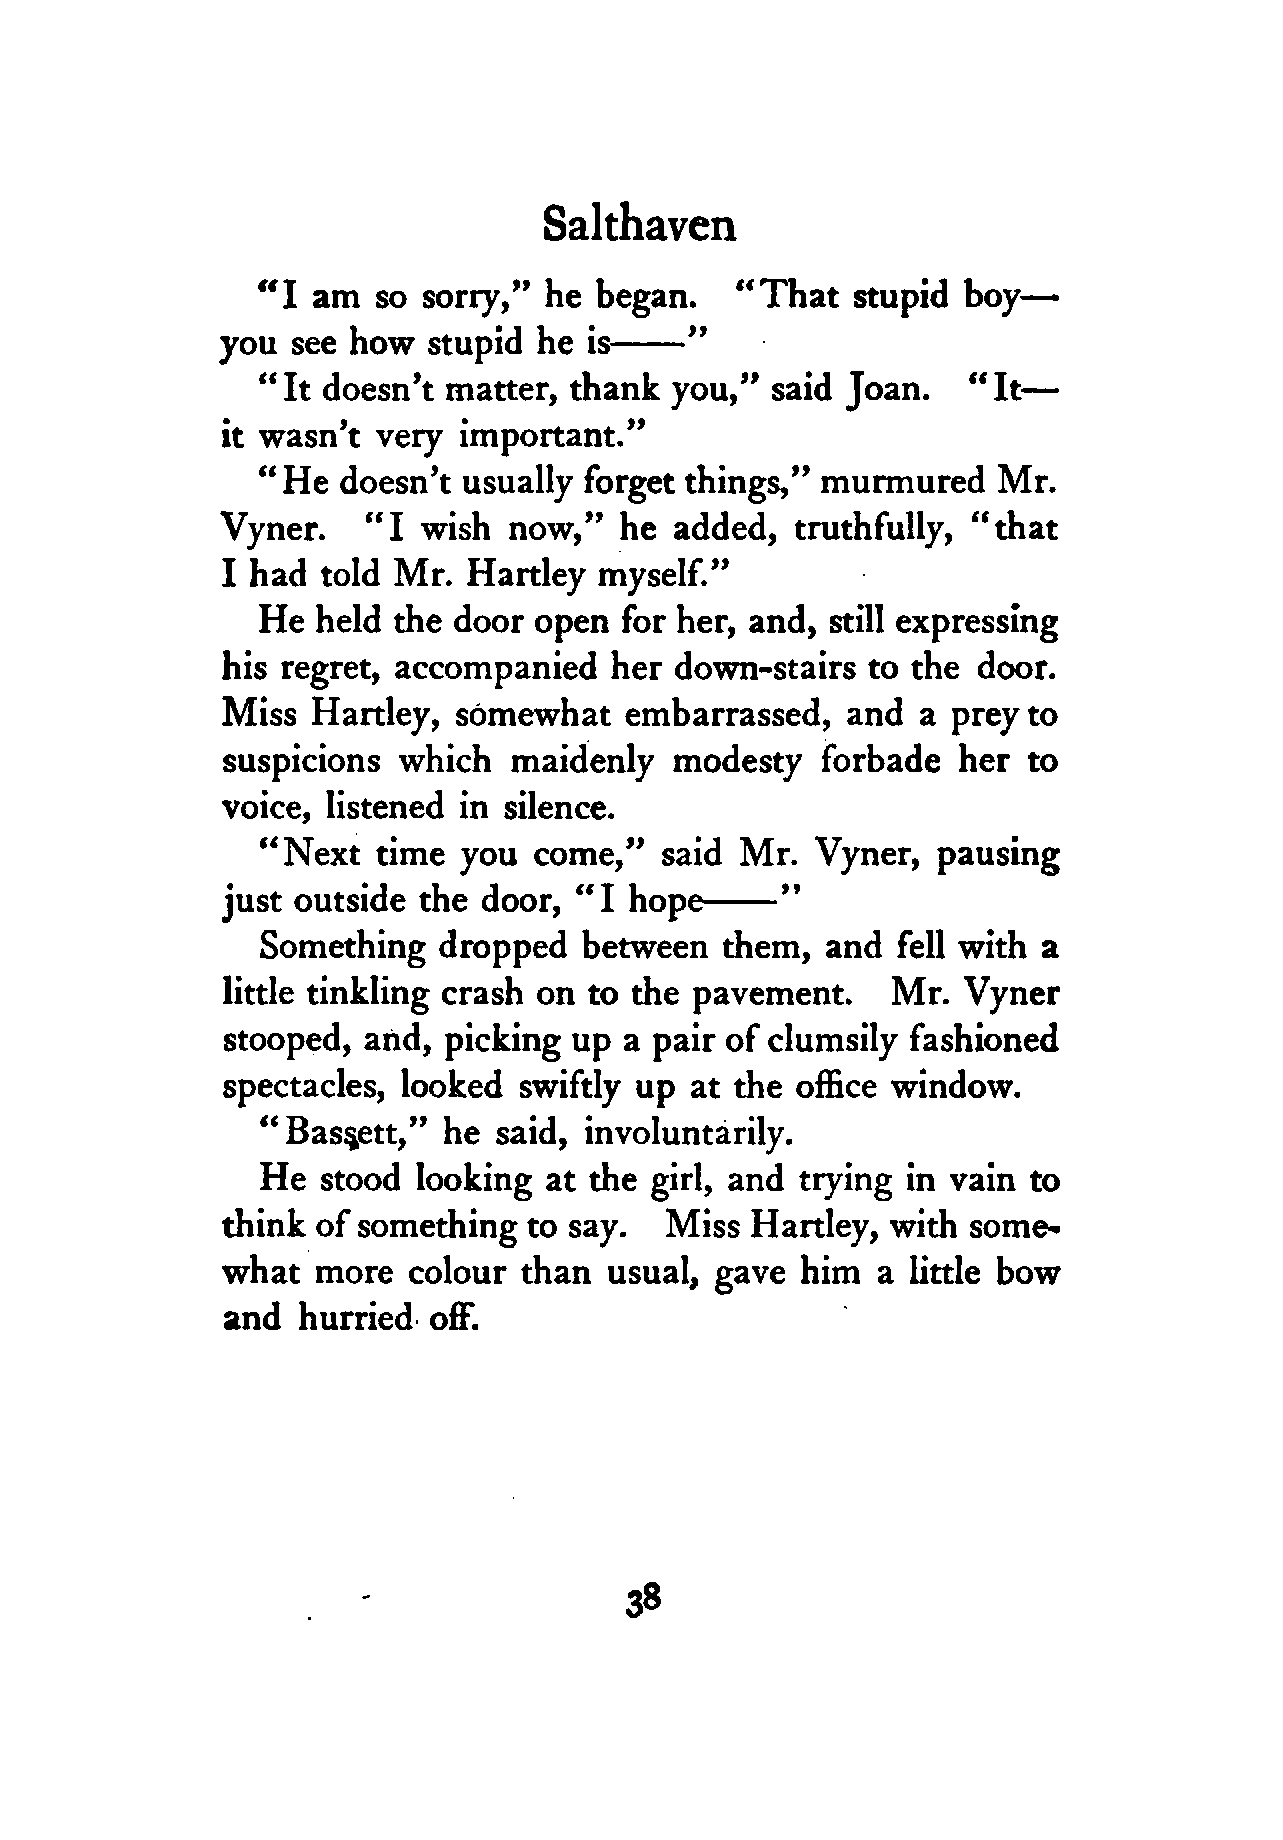 Salthaven
“I am so sorry,” he began. “That stupid boy—
you see how stupid he is——”
“It doesn’t matter, thank you,” said Joan. “It—
it wasn’t very important.”
“He doesn’t usually forget things,” murmured Mr.
Vyner. “I wish now,” he added, truthfully, “that
I had told Mr. Hartley myself.”
He held the door open for her, and, still expressing
his regret, accompanied her down-stairs to the door.
Miss Hartley, somewhat embarrassed, and a prey to
suspicions which maidenly modesty forbade her to
voice, listened in silence.
“Next time you come,” said Mr. Vyner, pausing
just outside the door, “I hope——”
Something dropped between them, and fell with a
little tinkling crash on to the pavement. Mr. Vyner
stooped, and, picking up a pair of clumsily fashioned
spectacles, looked swiftly up at the office window.
“Bassett,” he said, involuntarily.
He stood looking at the girl, and trying in vain to
think of something to say. Miss Hartley, with some-
what more colour than usual, gave him a little bow
and hurried off.
38